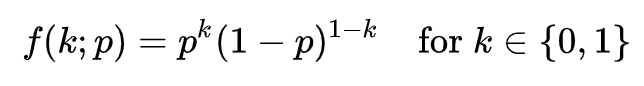 f(k; p) = p^k (1 − p)^{1−k} for k ∈ {0, 1}